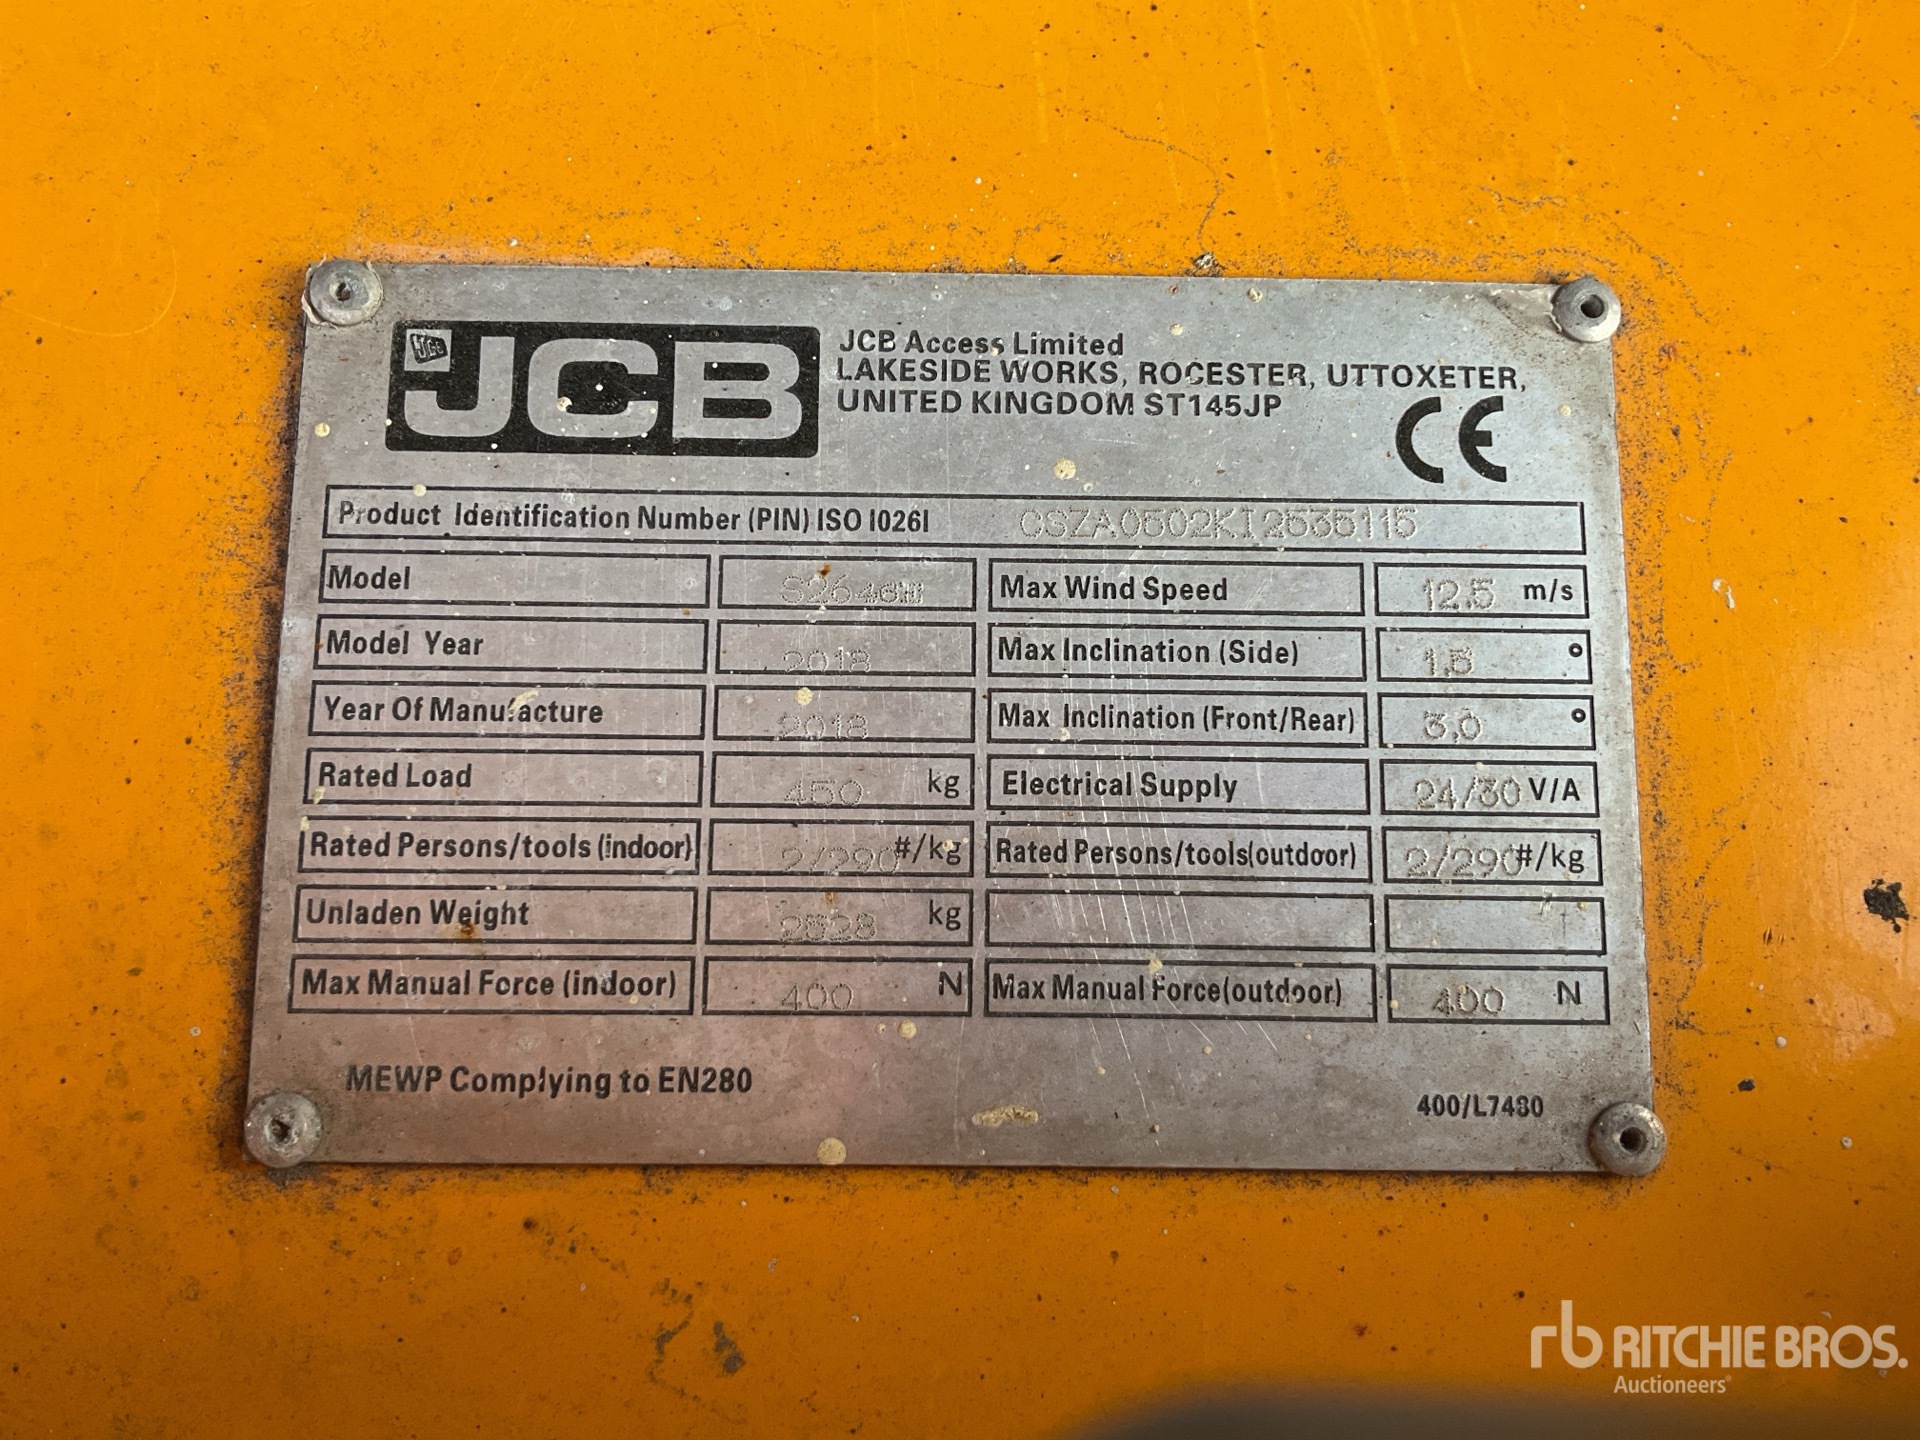 JCB
JCB
JCB Access Limited
LAKESIDE WORKS, ROCESTER, UTTOXETER,
UNITED KINGDOM ST145JP
CE
Product Identification Number (PIN) ISO 10261
Model
Model Year 2018
Year Of Manufacture 2018
Rated Load 450 kg
Rated Persons/tools (indoor) 2/290 #/kg
Unladen Weight 2528 kg
Max Manual Force (indoor) 400 N
Max Wind Speed 12.5 m/s
Max Inclination (Side) 1.5 °
Max Inclination (Front/Rear) 3.0 °
Electrical Supply 24/30 V/A
Rated Persons/tools(outdoor) 2/290 #/kg
Max Manual Force(outdoor) 400 N
MEWP Complying to EN280
400/L7480
rb RITCHIE BROS.
Auctioneers